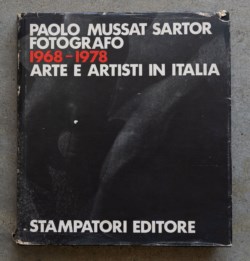 PAOLO MUSSAT SARTOR
FOTOGRAFO
1968-1978
ARTE E ARTISTI IN ITALIA
STAMPATORI EDITORE